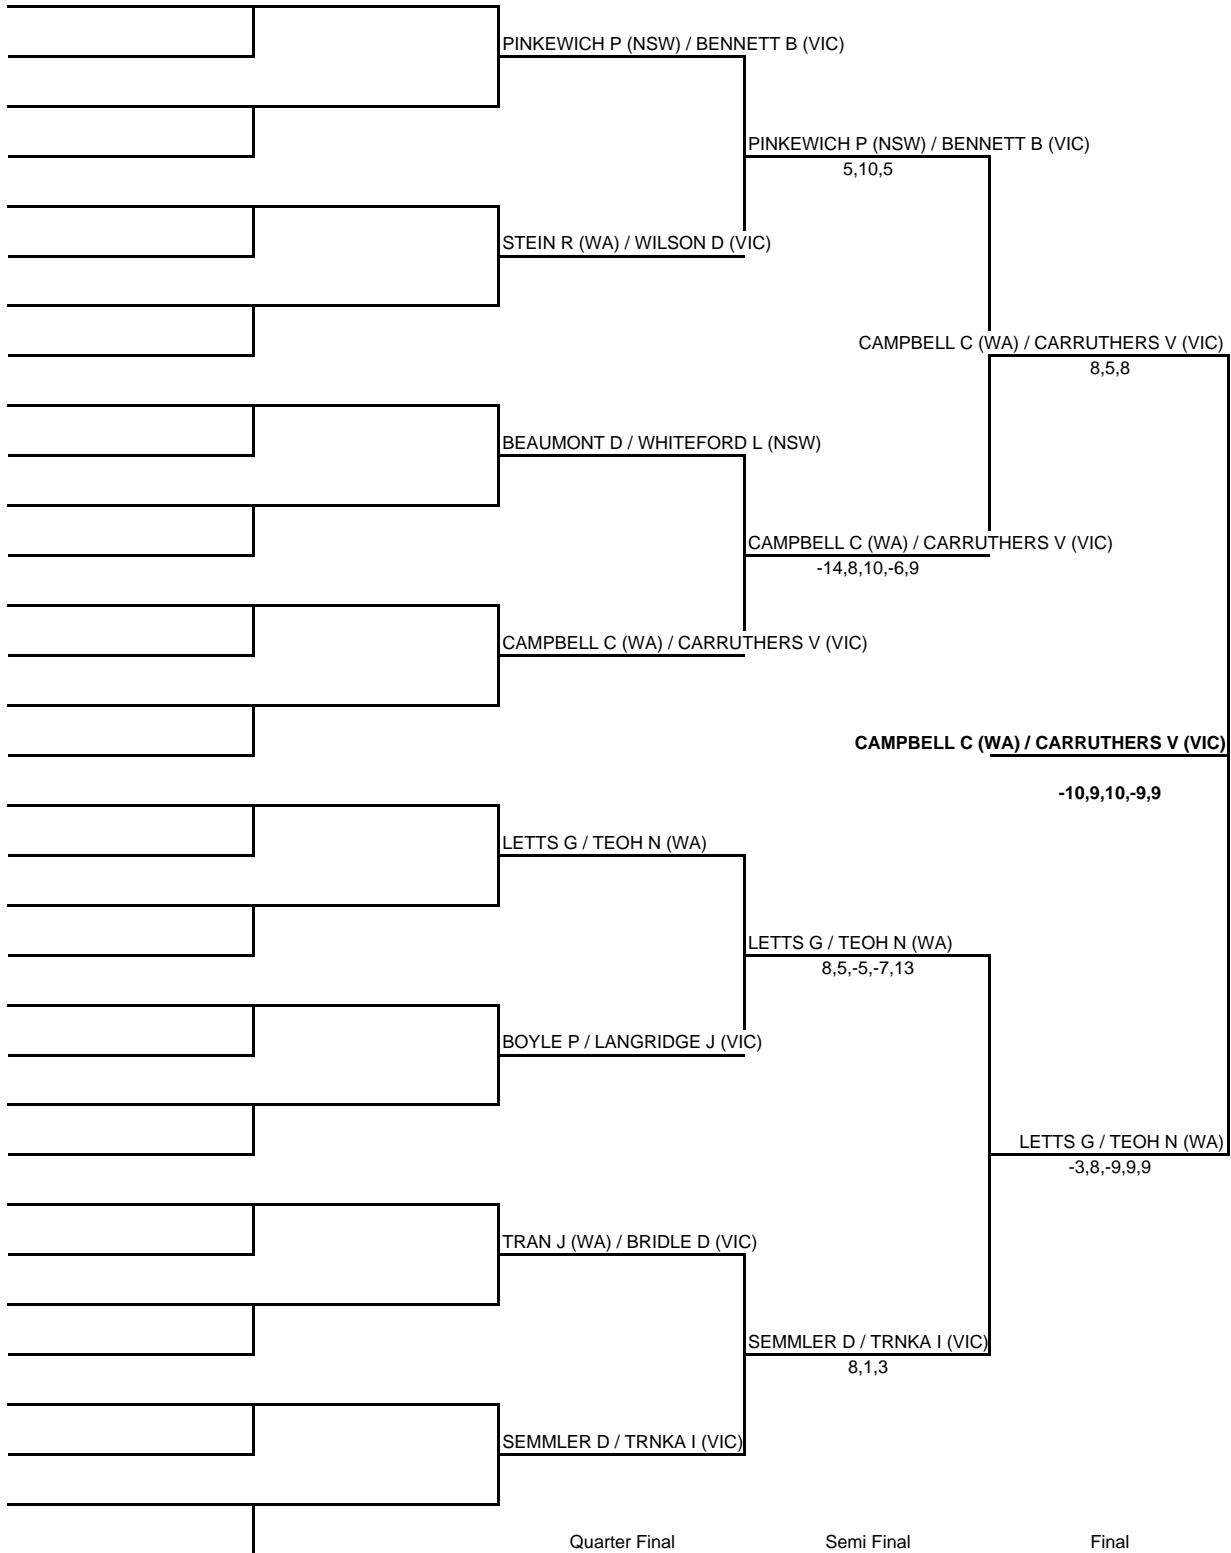 PINKEWICH P (NSW) / BENNETT B (VIC)
PINKEWICH P (NSW) / BENNETT B (VIC)
5,10,5
STEIN R (WA) / WILSON D (VIC)
CAMPBELL C (WA) / CARRUTHERS V (VIC)
8,5,8
BEAUMONT D / WHITEFORD L (NSW)
CAMPBELL C (WA) / CARRUTHERS V (VIC)
-14,8,10,-6,9
CAMPBELL C (WA) / CARRUTHERS V (VIC)
CAMPBELL C (WA) / CARRUTHERS V (VIC)
-10,9,10,-9,9
LETTS G / TEOH N (WA)
LETTS G / TEOH N (WA)
8,5,-5,-7,13
BOYLE P / LANGRIDGE J (VIC)
LETTS G / TEOH N (WA)
-3,8,-9,9,9
TRAN J (WA) / BRIDLE D (VIC)
SEMMLER D / TRNKA I (VIC)
8,1,3
SEMMLER D / TRNKA I (VIC)
Quarter Final Semi Final Final